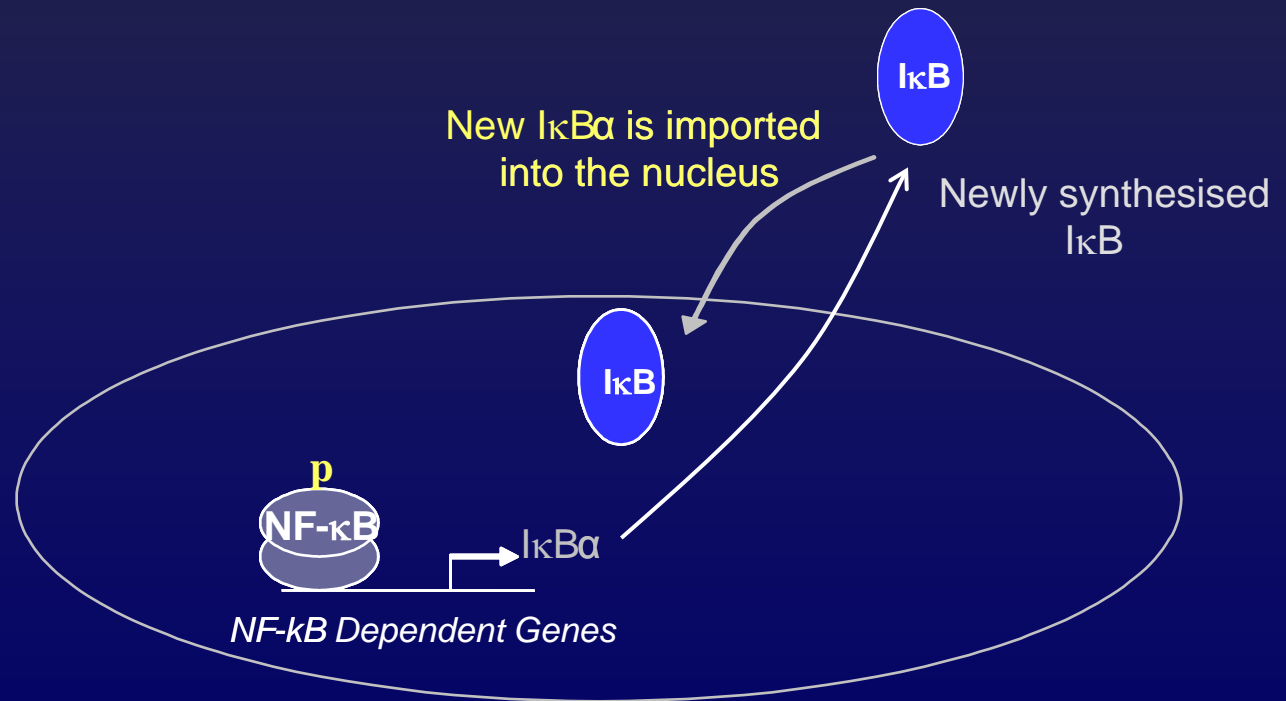 IκB
New IκBα is imported
into the nucleus
Newly synthesised
IκB
IκB
p
NF-κB
IκBα
NF-kB Dependent Genes